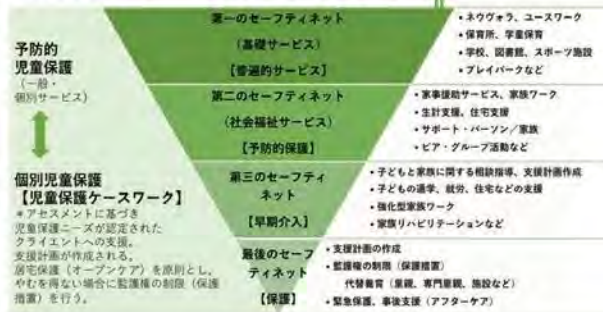 予防的
児童保護
（一般・
個別サービス）
個別児童保護
【児童保護ケースワーク】
＊アセスメントに基づき
児童保護ニーズが認定された
クライエントへの支援。
支援計画が作成される。
居宅保護（オープンケア）を原則とし、
やむを得ない場合に監護権の制限（保護
措置）を行う。
第一のセーフティネット
（基礎サービス）
【普遍的サービス】
• ネウヴォラ、ユースワーク
• 保育所、学童保育
• 学校、図書館、スポーツ施設
• プレイパークなど
第二のセーフティネット
（社会福祉サービス）
【予防的保護】
• 家事援助サービス、家族ワーク
• 生計支援、住宅支援
• サポート・パーソン／家族
• ピア・グループ活動など
第三のセーフティ
ネット
【早期介入】
• 子どもと家族に関する相談指導、支援計画作成
• 子どもの通学、就労、住宅などの支援
• 強化型家族ワーク
• 家族リハビリテーションなど
最後のセーフ
ティネット
【保護】
• 支援計画の作成
• 監護権の制限（保護措置）
代替養育（里親、専門里親、施設など）
• 緊急保護、事後支援（アフターケア）